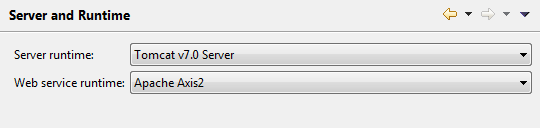 Server and Runtime
Server runtime: Tomcat v7.0 Server
Web service runtime: Apache Axis2